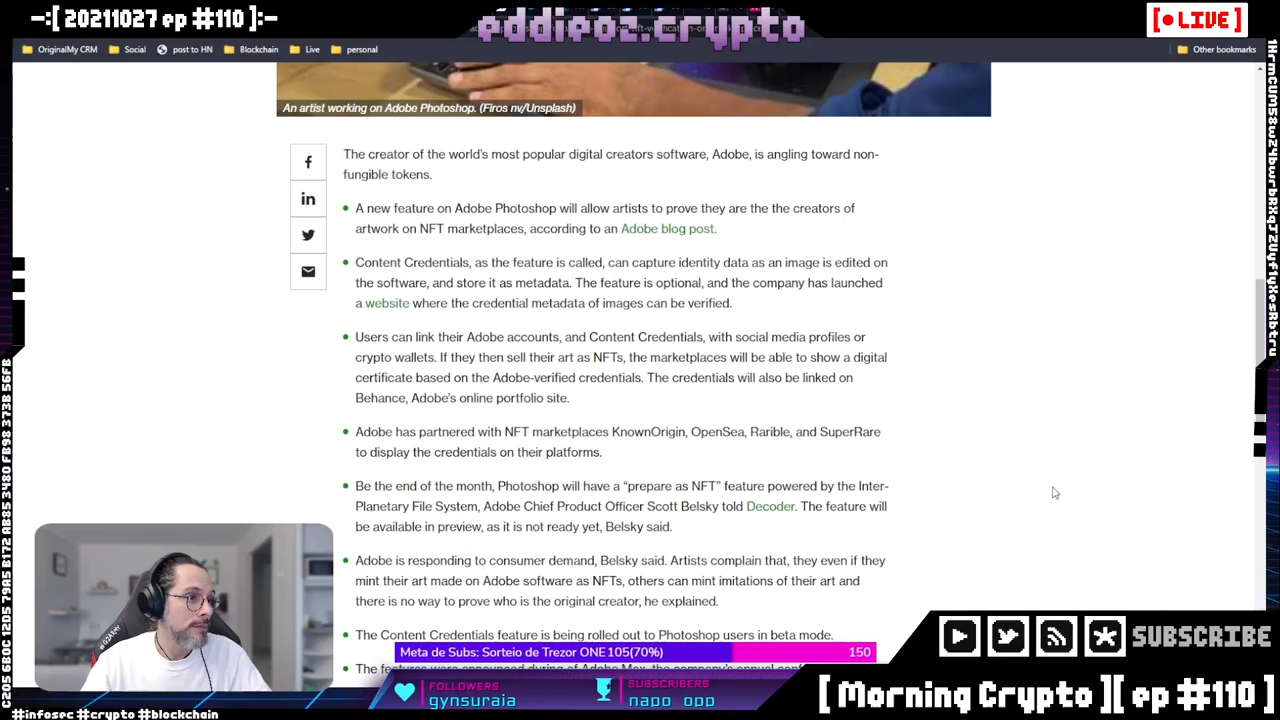 -:[ 20211027 ep #110 ]:-
eddieoz.crypto
[ • LIVE ]
OriginalMy CRM
Social
post to HN
Blockchain
Live
personal
Other bookmarks
An artist working on Adobe Photoshop. (Firos nv/Unsplash)
The creator of the world's most popular digital creators software, Adobe, is angling toward non-
fungible tokens.
A new feature on Adobe Photoshop will allow artists to prove they are the the creators of
artwork on NFT marketplaces, according to an Adobe blog post.
Content Credentials, as the feature is called, can capture identity data as an image is edited on
the software, and store it as metadata. The feature is optional, and the company has launched
a website where the credential metadata of images can be verified.
Users can link their Adobe accounts, and Content Credentials, with social media profiles or
crypto wallets. If they then sell their art as NFTs, the marketplaces will be able to show a digital
certificate based on the Adobe-verified credentials. The credentials will also be linked on
Behance, Adobe's online portfolio site.
Adobe has partnered with NFT marketplaces KnownOrigin, OpenSea, Rarible, and SuperRare
to display the credentials on their platforms.
Be the end of the month, Photoshop will have a “prepare as NFT” feature powered by the Inter-
Planetary File System, Adobe Chief Product Officer Scott Belsky told Decoder. The feature will
be available in preview, as it is not ready yet, Belsky said.
Adobe is responding to consumer demand, Belsky said. Artists complain that, they even if they
mint their art made on Adobe software as NFTs, others can mint imitations of their art and
there is no way to prove who is the original creator, he explained.
The Content Credentials feature is being rolled out to Photoshop users in beta mode.
Meta de Subs: Sorteio de Trezor ONE 105(70%)
150
FOLLOWERS
gynsuraia
SUBSCRIBERS
napo_opp
SUBSCRIBE
[ Morning Crypto ][ ep #110 ]
#infosec #crypto #blockchain